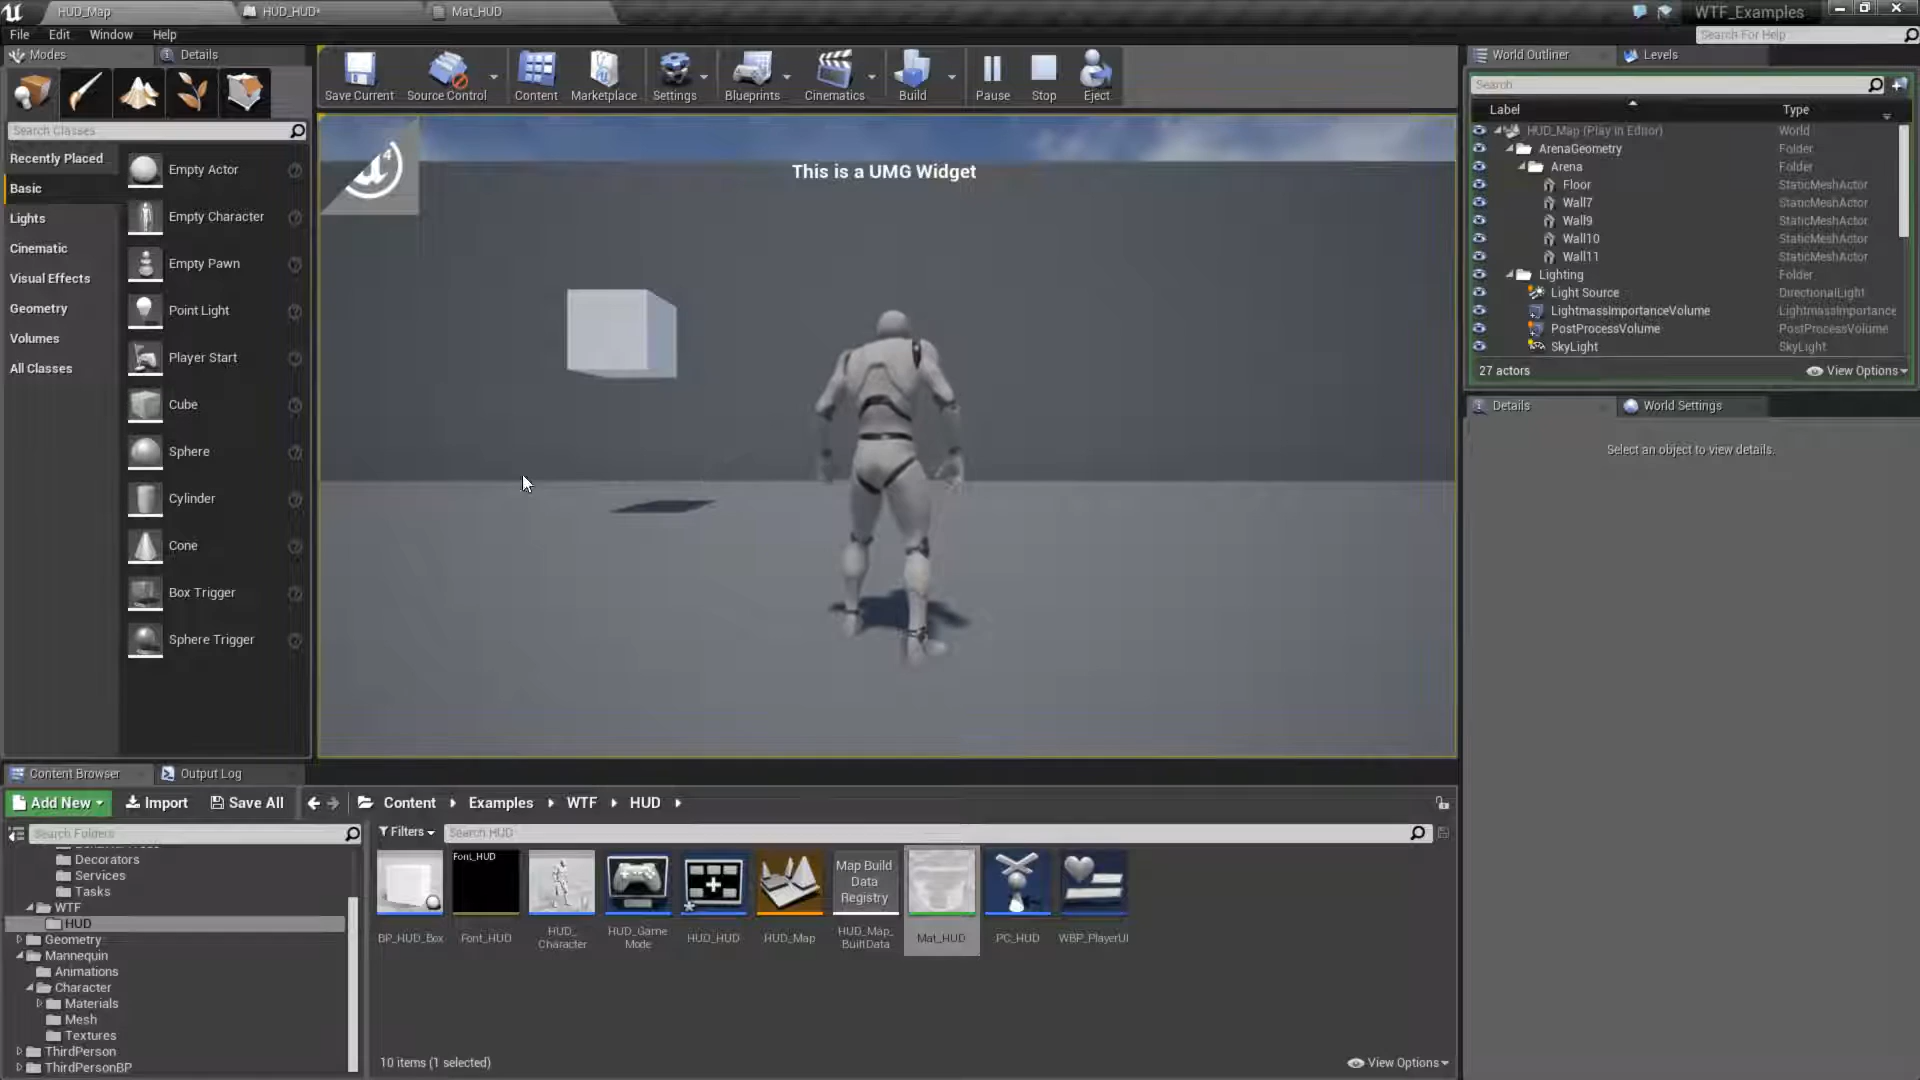 HUD_Map
HUD_HUD*
Mat_HUD
WTF_Examples
File Edit Window Help
Search For Help
Modes
Details
Save Current
Source Control
Content
Marketplace
Settings
Blueprints
Cinematics
Build
Pause
Stop
Eject
World Outliner
Levels
Search
Label
Type
HUD_Map (Play In Editor) World
ArenaGeometry Folder
Arena Folder
Floor StaticMeshActor
Wall7 StaticMeshActor
Wall9 StaticMeshActor
Wall10 StaticMeshActor
Wall11 StaticMeshActor
Lighting Folder
Light Source DirectionalLight
LightmassImportanceVolume LightmassImportance
PostProcessVolume PostProcessVolume
SkyLight SkyLight
27 actors
View Options
Details
World Settings
Select an object to view details.
Search Classes
Recently Placed
Basic
Lights
Cinematic
Visual Effects
Geometry
Volumes
All Classes
Empty Actor
Empty Character
Empty Pawn
Point Light
Player Start
Cube
Sphere
Cylinder
Cone
Box Trigger
Sphere Trigger
This is a UMG Widget
Content Browser
Output Log
Add New
Import
Save All
Content
Examples
WTF
HUD
Search Folders
Filters
Search HUD
Decorators
Services
Tasks
WTF
HUD
Geometry
Mannequin
Animations
Character
Materials
Mesh
Textures
ThirdPerson
ThirdPersonBP
Font_HUD
Map Build
Data
Registry
BP_HUD_Box
Font_HUD
HUD_
Character
HUD_Game
Mode
HUD_HUD
HUD_Map
HUD_Map_
BuiltData
Mat_HUD
PC_HUD
WBP_PlayerUI
10 items (1 selected)
View Options